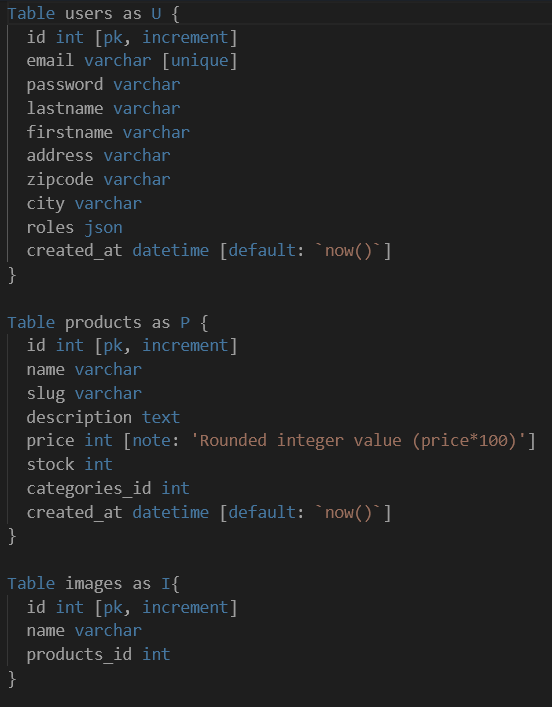 Table users as U {
  id int [pk, increment]
  email varchar [unique]
  password varchar
  lastname varchar
  firstname varchar
  address varchar
  zipcode varchar
  city varchar
  roles json
  created_at datetime [default: `now()`]
}

Table products as P {
  id int [pk, increment]
  name varchar
  slug varchar
  description text
  price int [note: 'Rounded integer value (price*100)']
  stock int
  categories_id int
  created_at datetime [default: `now()`]
}

Table images as I{
  id int [pk, increment]
  name varchar
  products_id int
}